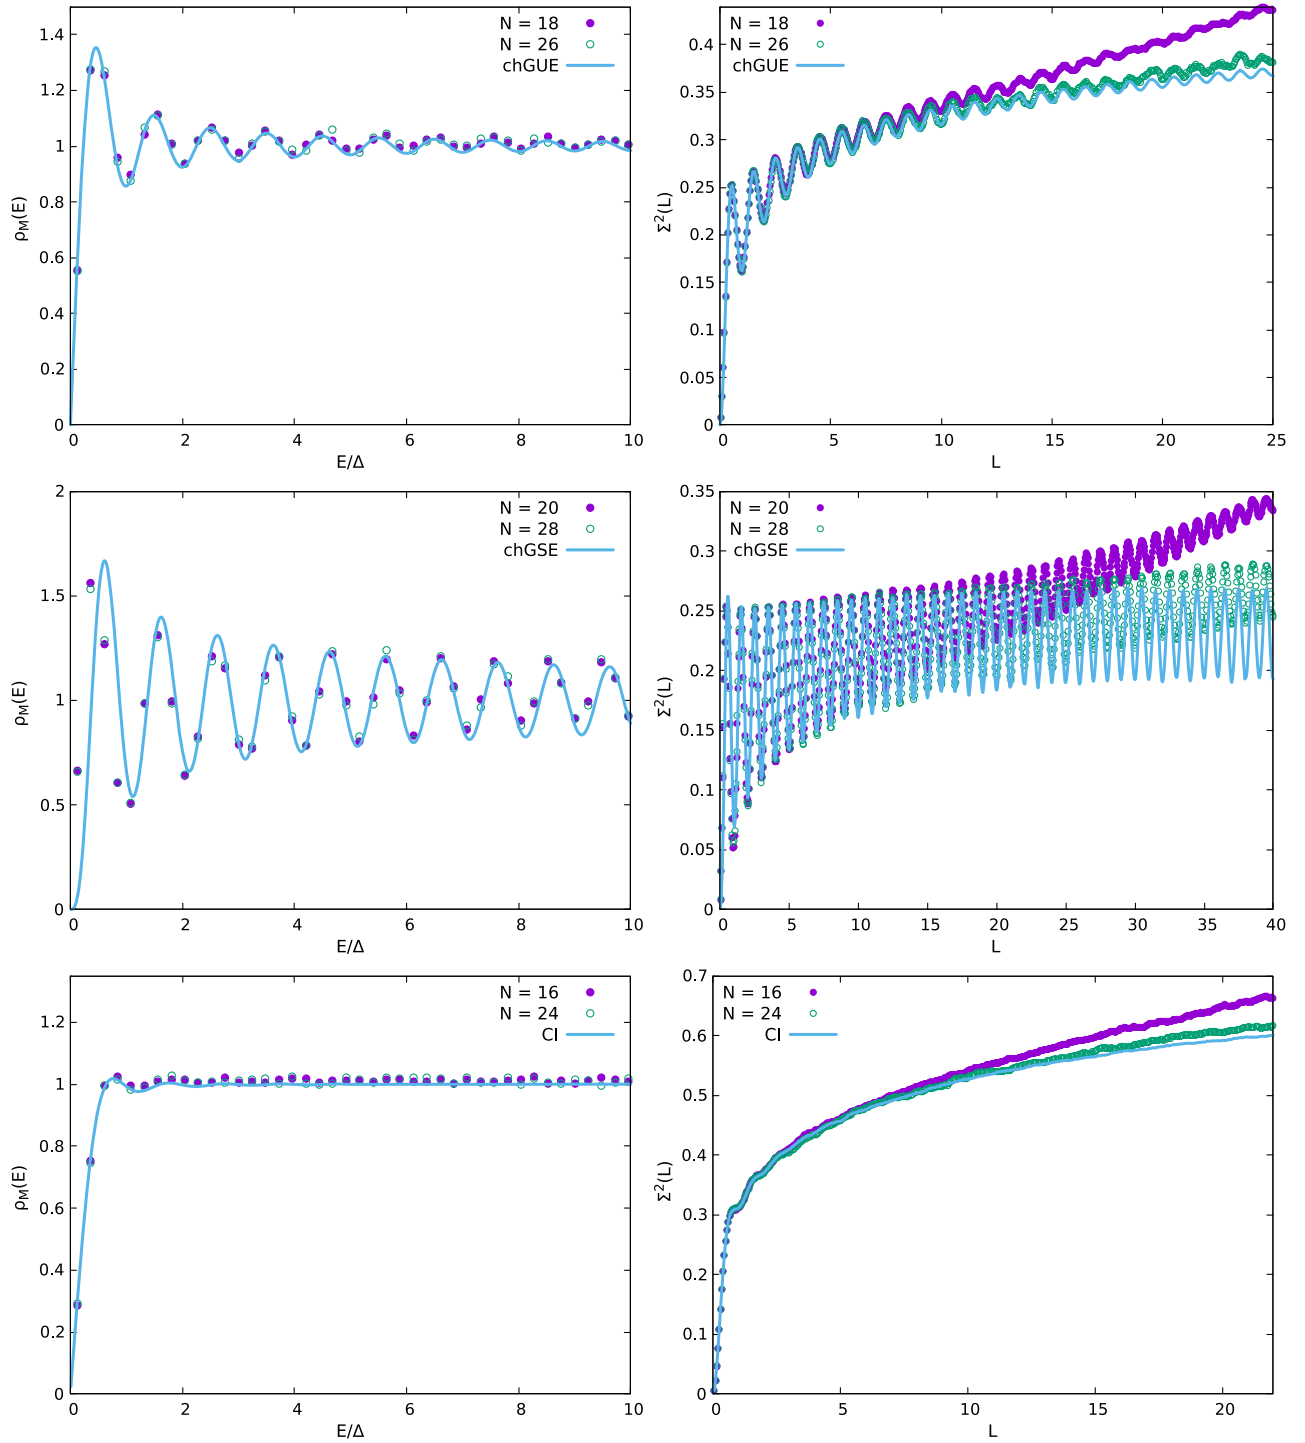 N = 18
N = 26
chGUE
1.4
1.2
1
0.8
0.6
0.4
0.2
0
ρM(E)
0 2 4 6 8 10
E/Δ
N = 18
N = 26
chGUE
0.4
0.35
0.3
0.25
0.2
0.15
0.1
0.05
0
Σ²(L)
0 5 10 15 20 25
L
N = 20
N = 28
chGSE
2
1.5
1
0.5
0
ρM(E)
0 2 4 6 8 10
E/Δ
N = 20
N = 28
chGSE
0.35
0.3
0.25
0.2
0.15
0.1
0.05
0
Σ²(L)
0 5 10 15 20 25 30 35 40
L
N = 16
N = 24
CI
1.2
1
0.8
0.6
0.4
0.2
0
ρM(E)
0 2 4 6 8 10
E/Δ
N = 16
N = 24
CI
0.7
0.6
0.5
0.4
0.3
0.2
0.1
0
Σ²(L)
0 5 10 15 20
L